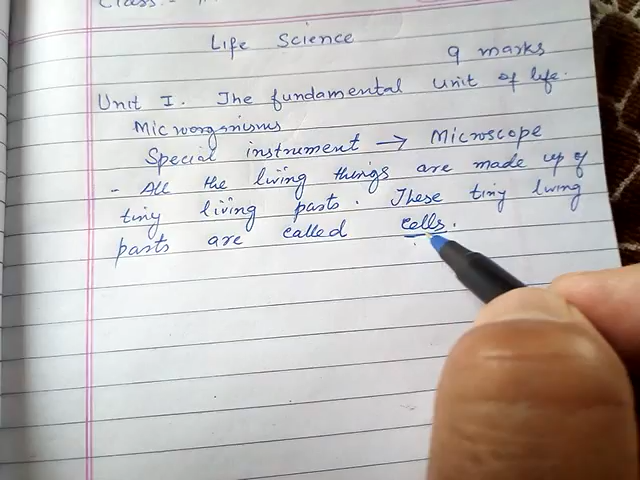 Class:-
Life Science
9 marks
Unit I. The fundamental unit of life.
Microorganisms
Special instrument → Microscope
- All the living things are made up of
tiny living parts. These tiny living
parts are called cells.